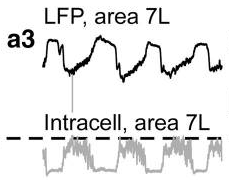 LFP, area 7L
a3
Intracell, area 7L